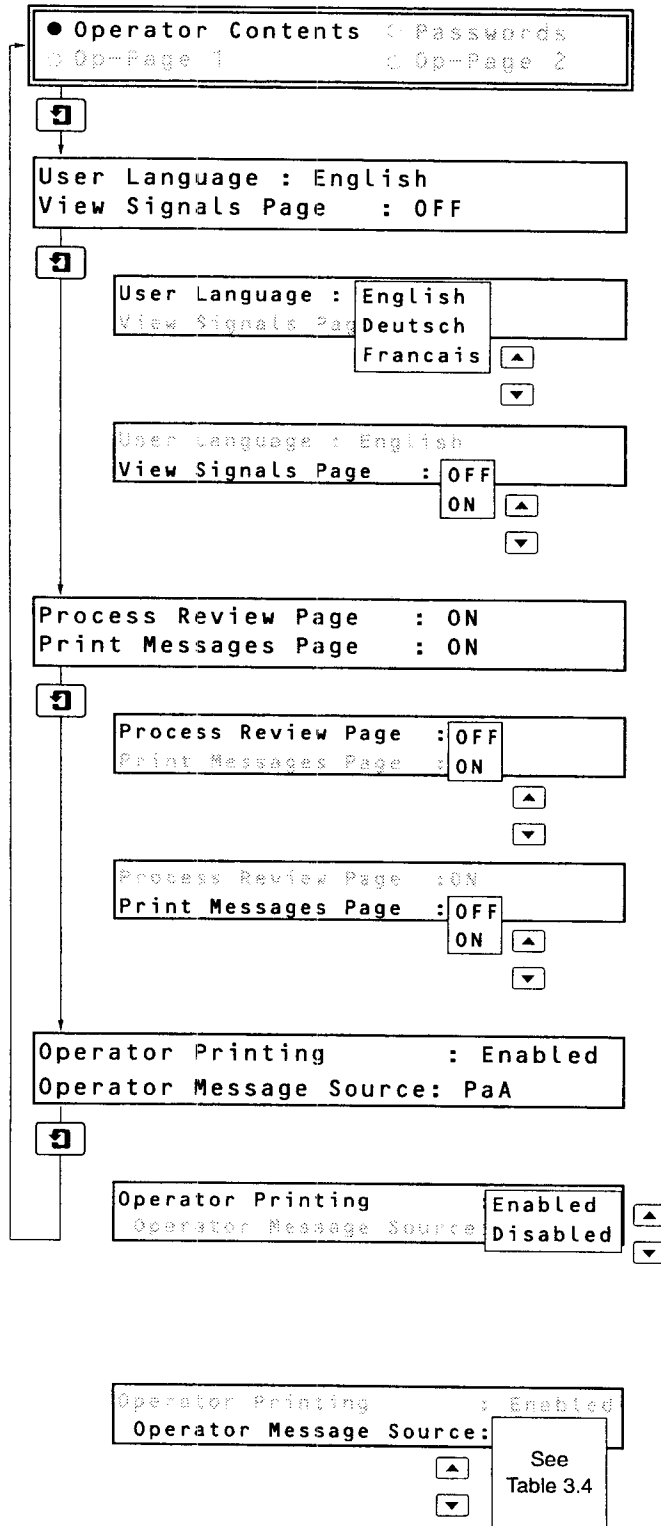 ● Operator Contents ○ Passwords
○ Op-Page 1 ○ Op-Page 2
User Language : English
View Signals Page : OFF
User Language : English
View Signals Pag Deutsch
Francais
User Language : English
View Signals Page : OFF
ON
Process Review Page : ON
Print Messages Page : ON
Process Review Page : OFF
Print Messages Page : ON
Process Review Page :ON
Print Messages Page : OFF
ON
Operator Printing : Enabled
Operator Message Source: PaA
Operator Printing Enabled
Operator Message Source Disabled
Operator Printing : Enabled
Operator Message Source:
See
Table 3.4